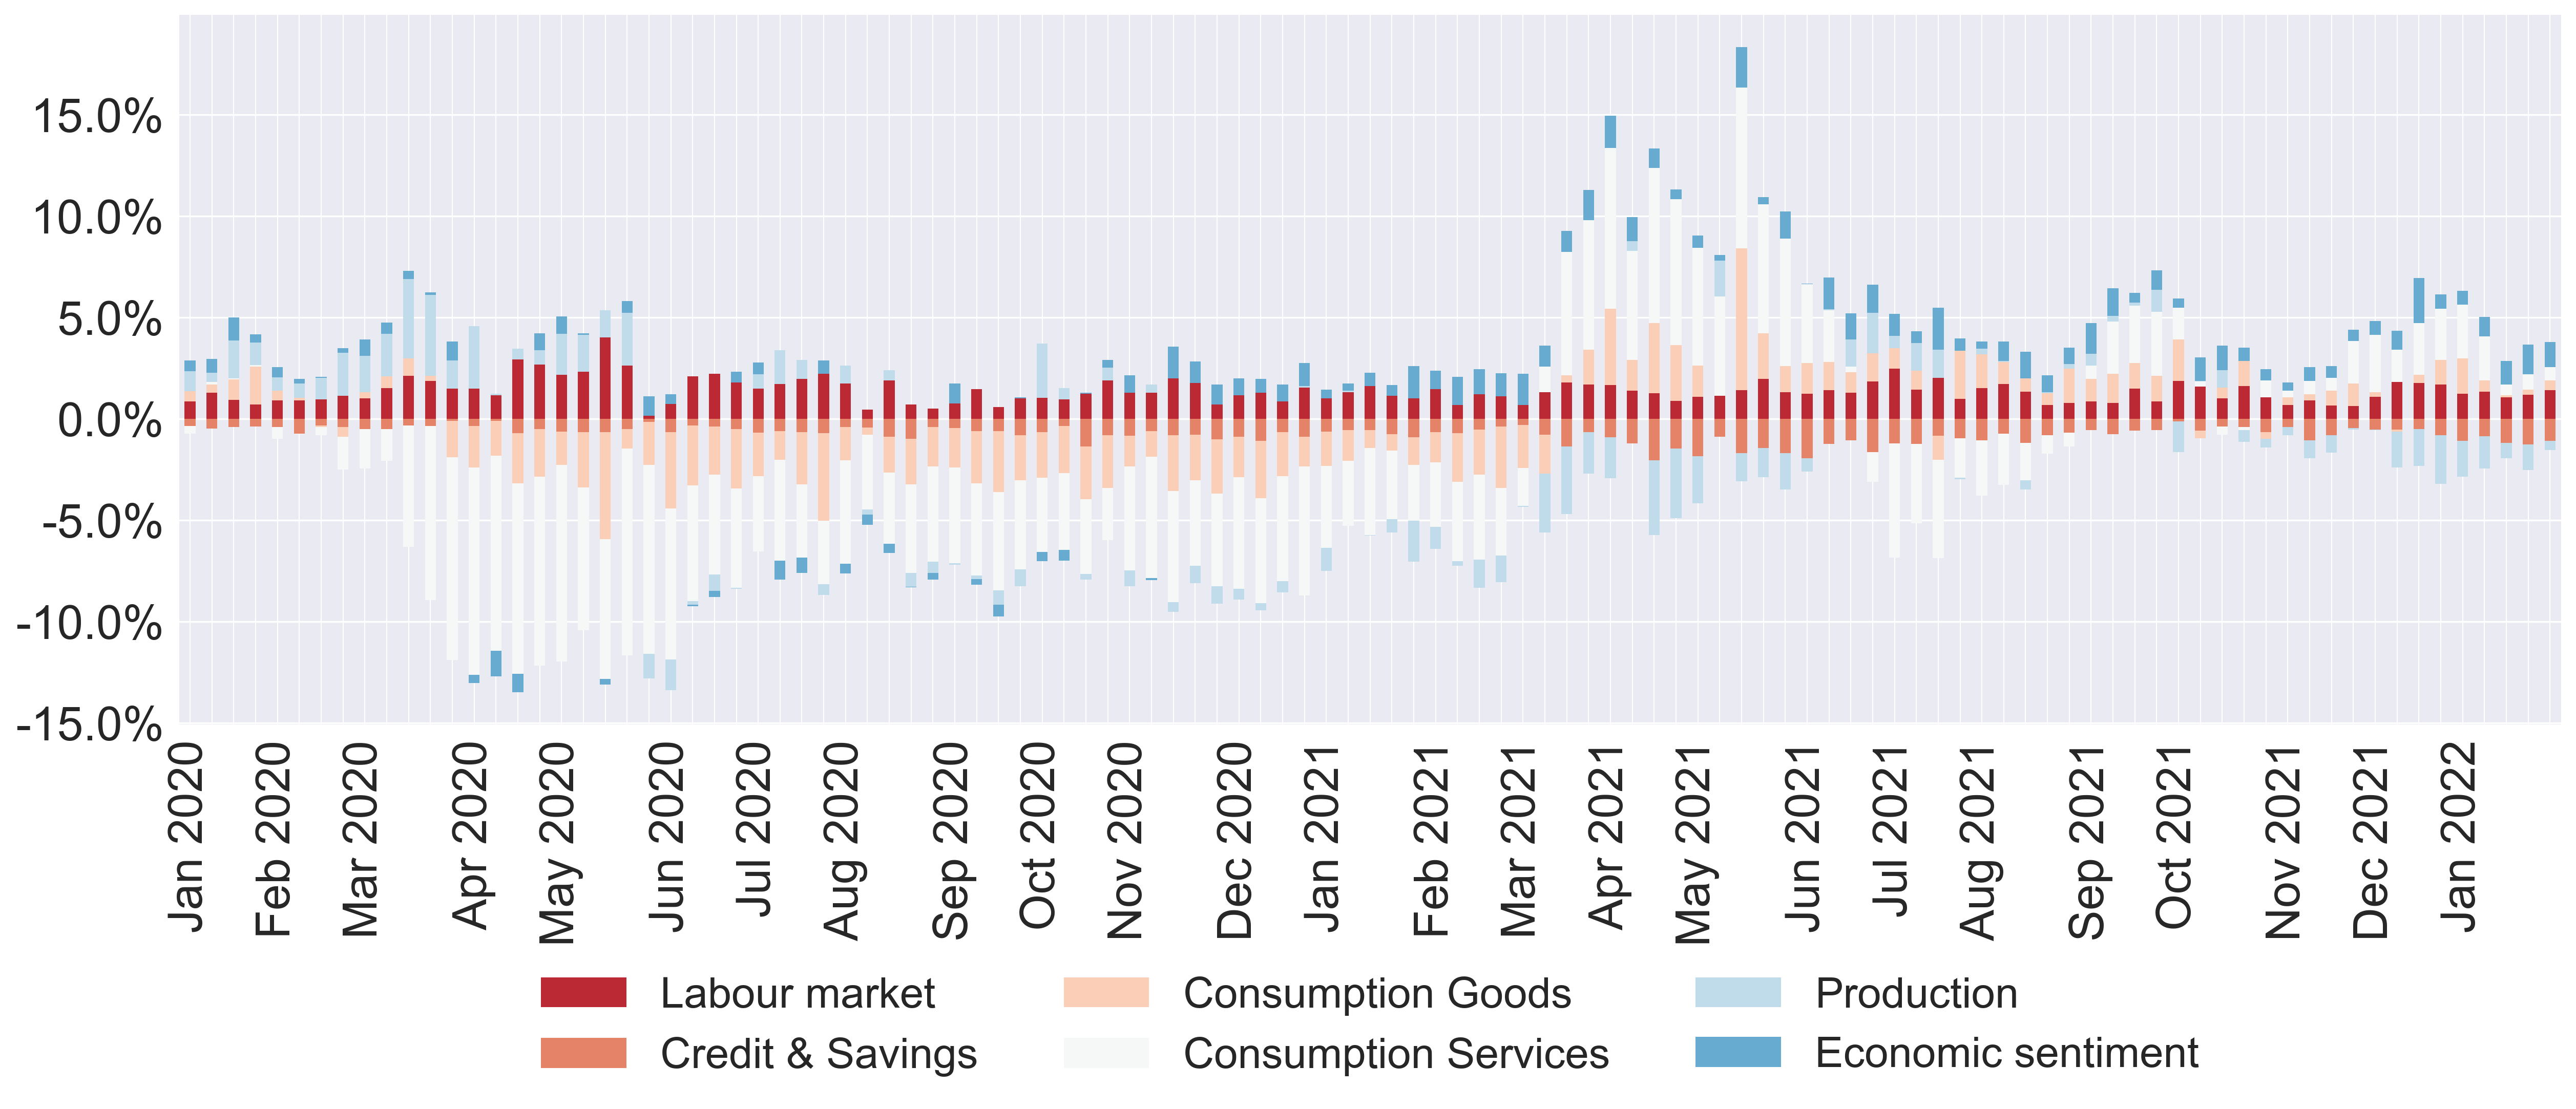 15.0%
10.0%
5.0%
0.0%
-5.0%
-10.0%
-15.0%
Jan 2020
Feb 2020
Mar 2020
Apr 2020
May 2020
Jun 2020
Jul 2020
Aug 2020
Sep 2020
Oct 2020
Nov 2020
Dec 2020
Jan 2021
Feb 2021
Mar 2021
Apr 2021
May 2021
Jun 2021
Jul 2021
Aug 2021
Sep 2021
Oct 2021
Nov 2021
Dec 2021
Jan 2022
Labour market
Credit & Savings
Consumption Goods
Consumption Services
Production
Economic sentiment